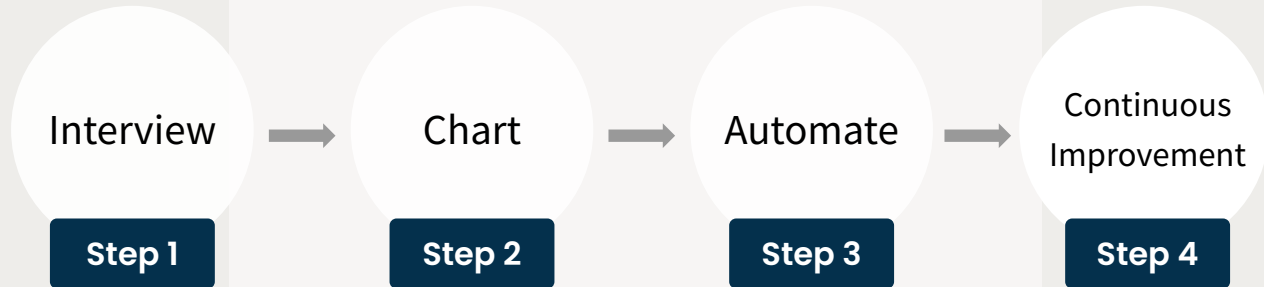 Interview
Chart
Automate
Continuous
Improvement
Step 1
Step 2
Step 3
Step 4